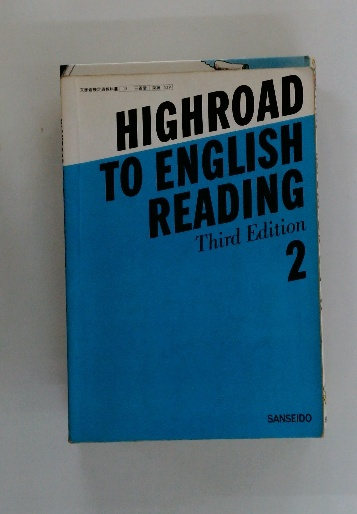 HIGHROAD
TO ENGLISH
READING
Third Edition
2
SANSEIDO